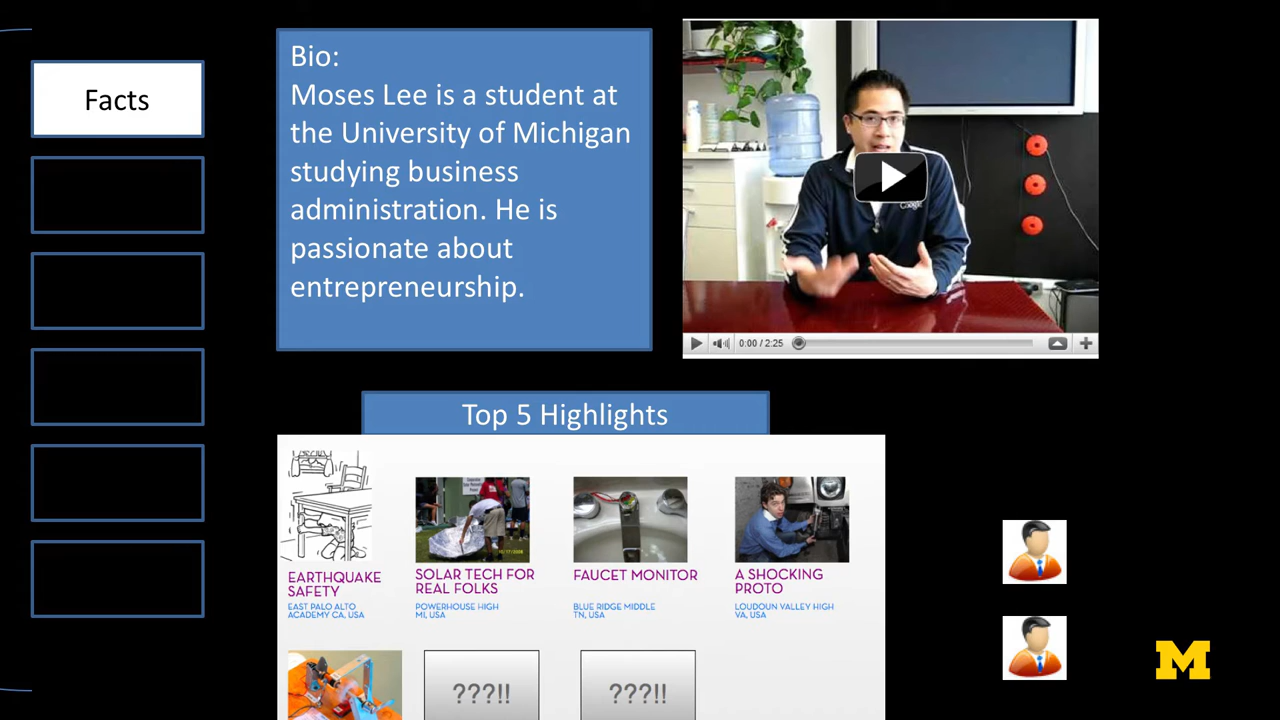 Facts
Bio:
Moses Lee is a student at
the University of Michigan
studying business
administration. He is
passionate about
entrepreneurship.
Google
0:00 / 2:25
Top 5 Highlights
EARTHQUAKE
SAFETY
EAST PALO ALTO
ACADEMY CA, USA
SOLAR TECH FOR
REAL FOLKS
POWERHOUSE HIGH
MI, USA
FAUCET MONITOR
BLUE RIDGE MIDDLE
TN, USA
A SHOCKING
PROTO
LOUDOUN VALLEY HIGH
VA, USA
???!!
???!!
M